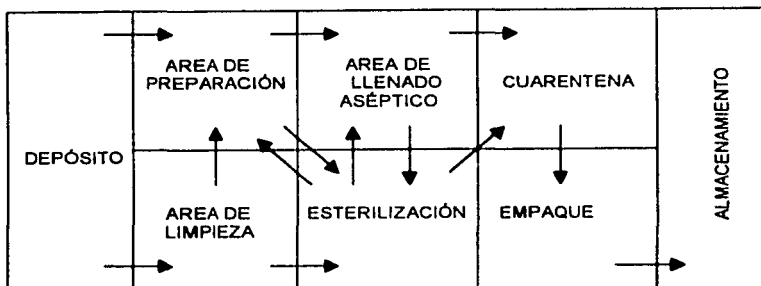 DEPÓSITO
AREA DE
PREPARACIÓN
AREA DE
LLENADO
ASÉPTICO
CUARENTENA
AREA DE
LIMPIEZA
ESTERILIZACIÓN
EMPAQUE
ALMACENAMIENTO